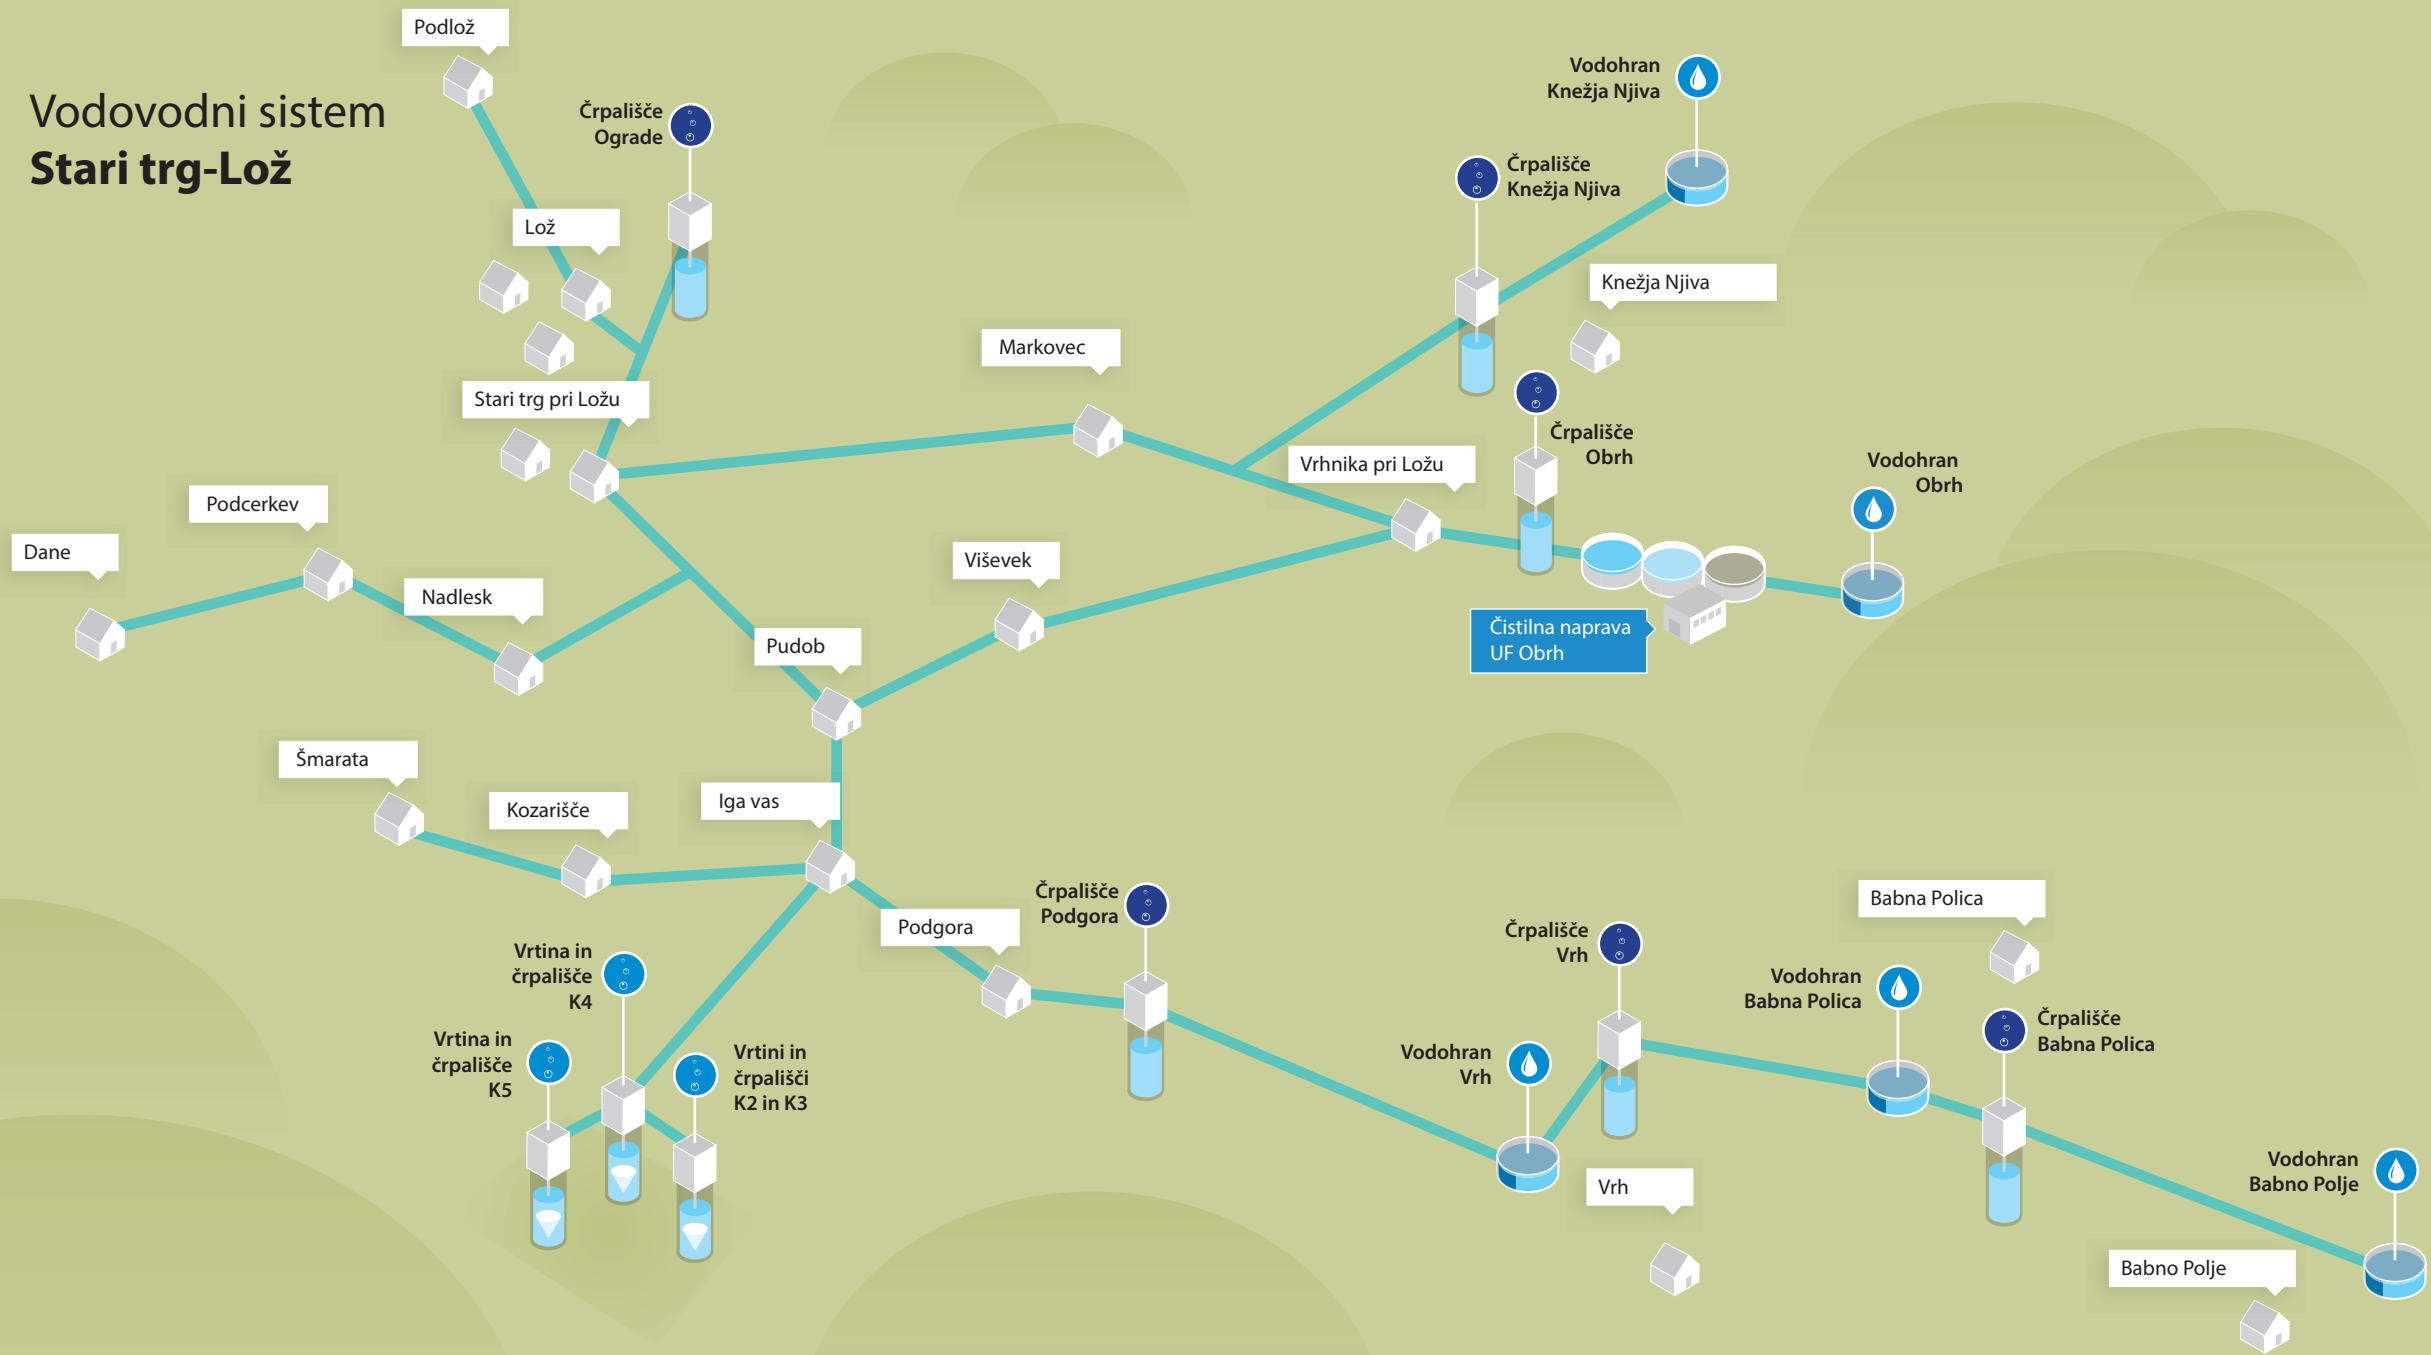 Vodovodni sistem
Stari trg-Lož
Podlož
Črpališče
Ograde
Lož
Stari trg pri Ložu
Vodohran
Knežja Njiva
Črpališče
Knežja Njiva
Knežja Njiva
Markovec
Črpališče
Obrh
Vrhnika pri Ložu
Vodohran
Obrh
Podcerkev
Dane
Nadlesk
Viševek
Pudob
Čistilna naprava
UF Obrh
Šmarata
Kozarišče
Iga vas
Podgora
Črpališče
Podgora
Vrtina in
črpališče
K4
Vrtina in
črpališče
K5
Vrtini in
črpališči
K2 in K3
Črpališče
Vrh
Vodohran
Vrh
Vrh
Babna Polica
Vodohran
Babna Polica
Črpališče
Babna Polica
Vodohran
Babno Polje
Babno Polje